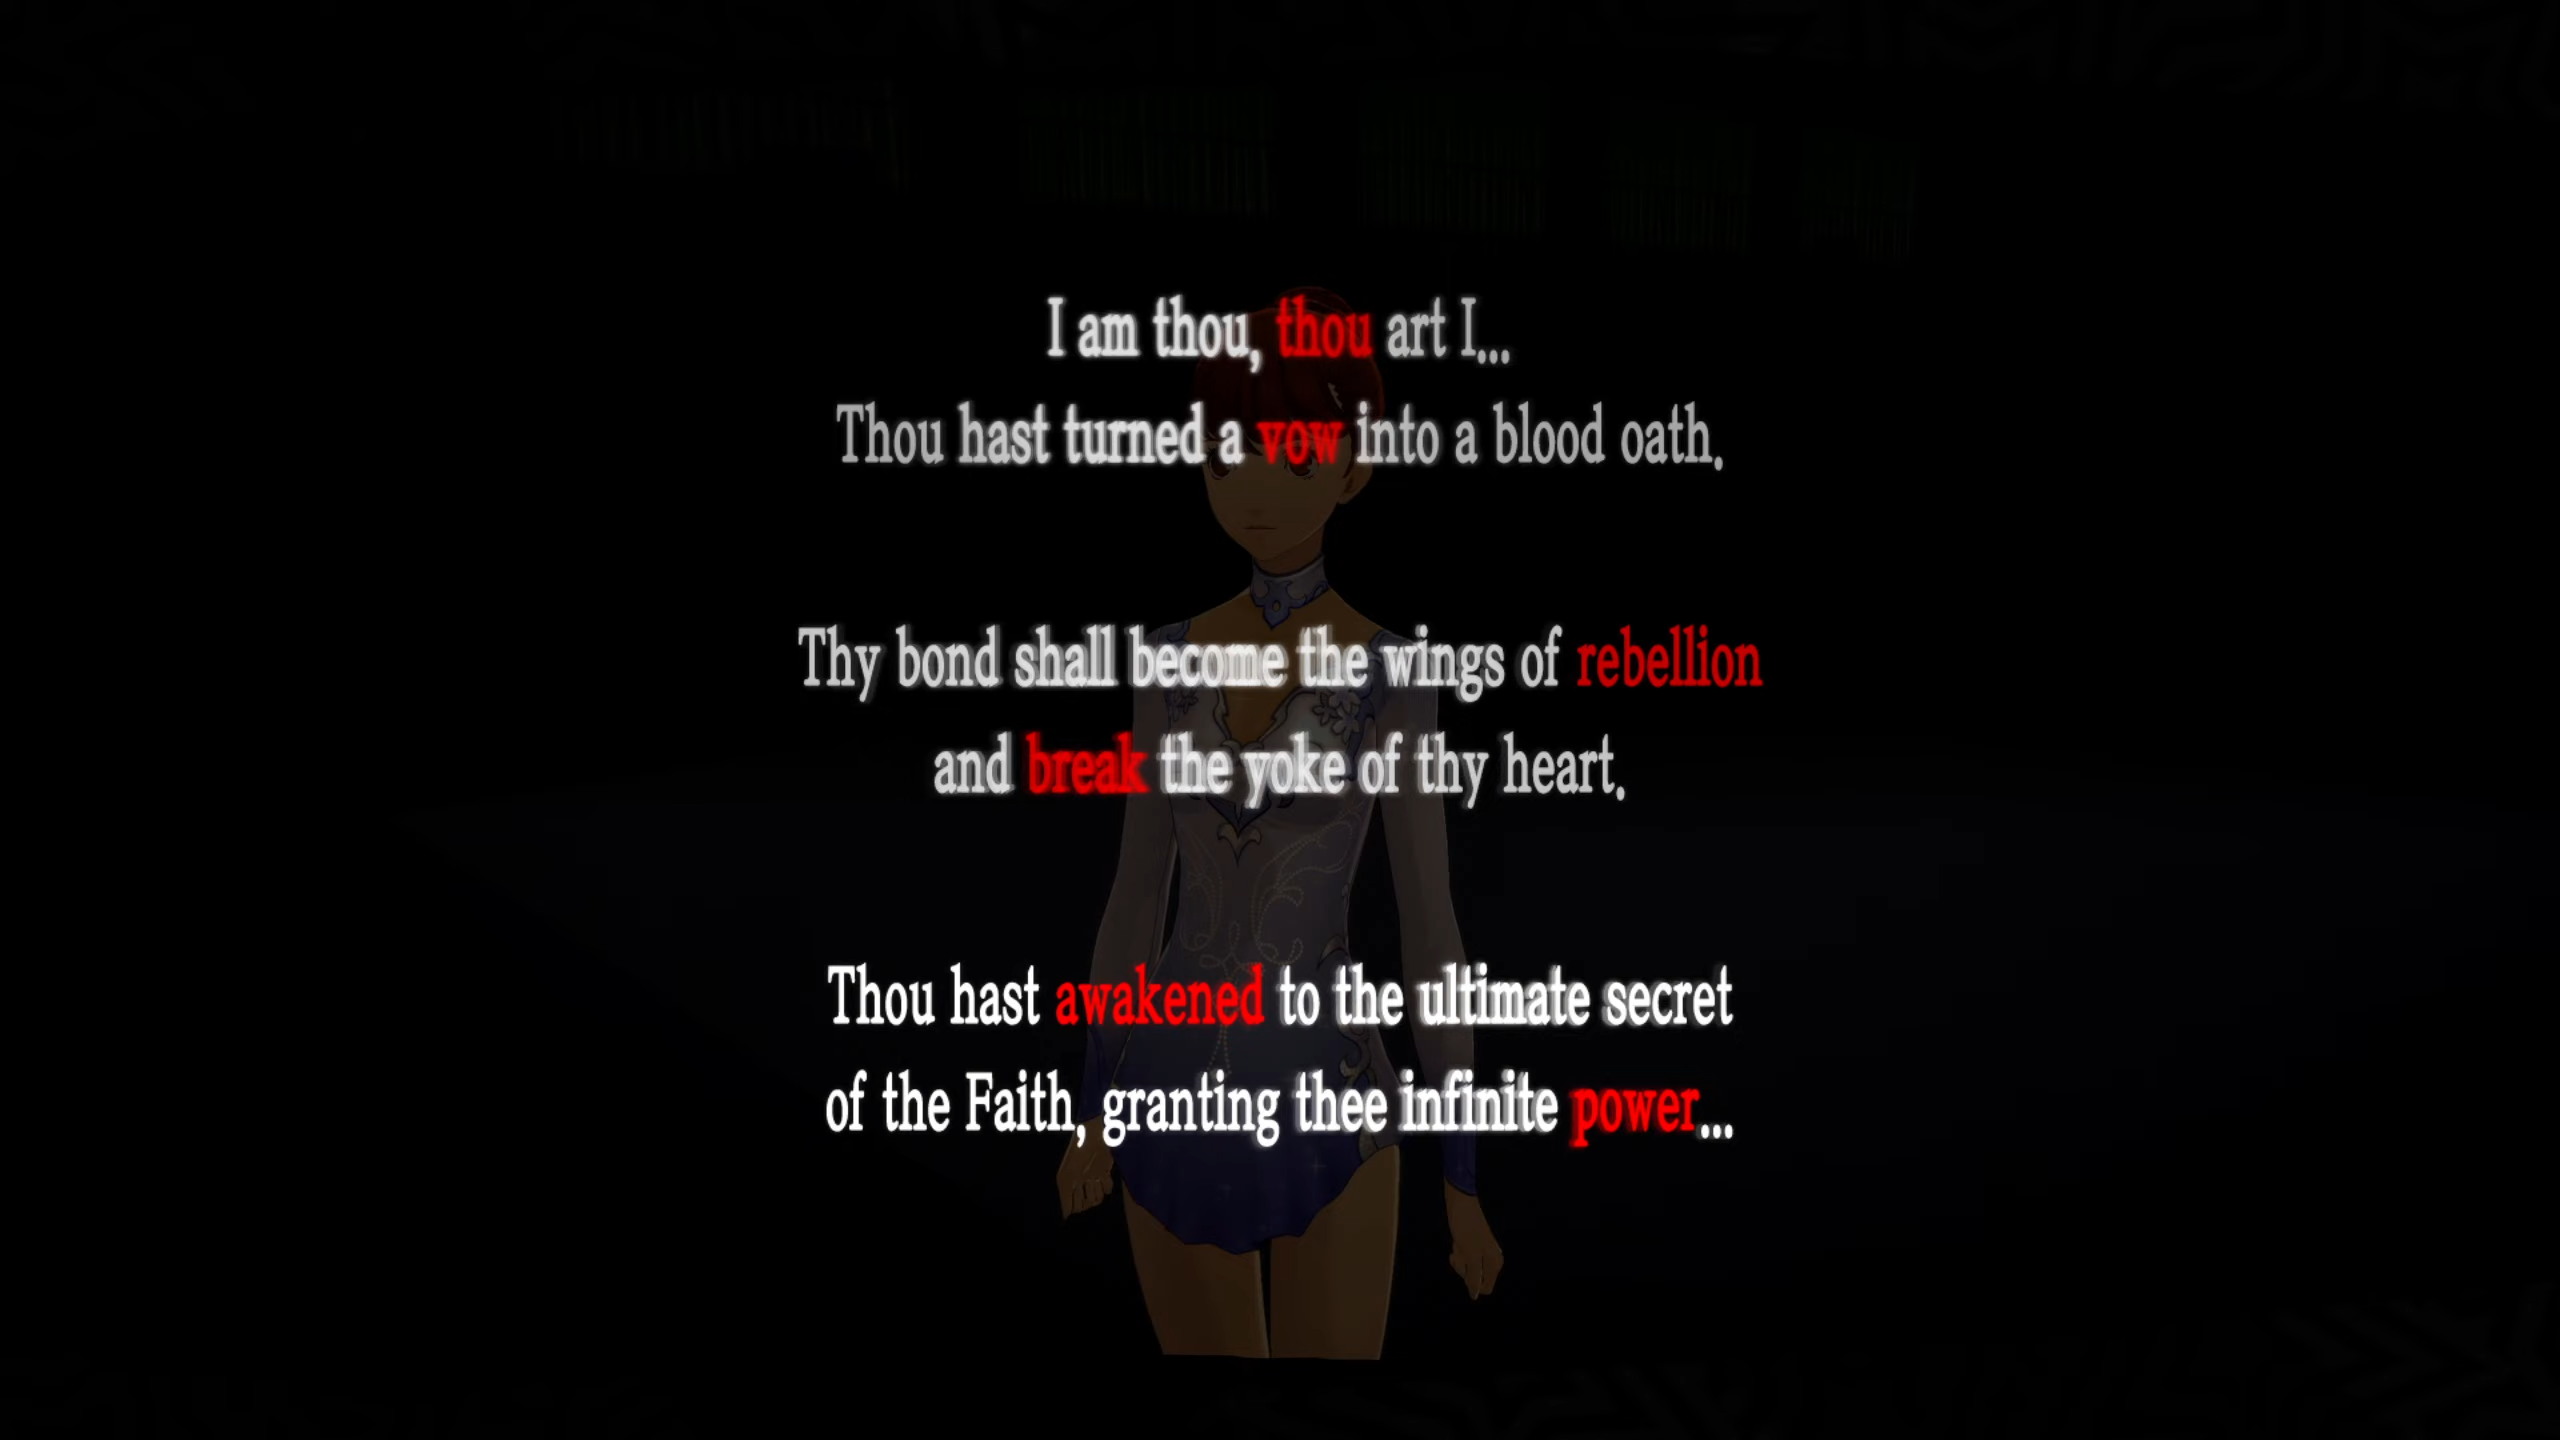 I am thou, thou art I...
Thou hast turned a vow into a blood oath.
Thy bond shall become the wings of rebellion
and break the yoke of thy heart.
Thou hast awakened to the ultimate secret
of the Faith, granting thee infinite power...